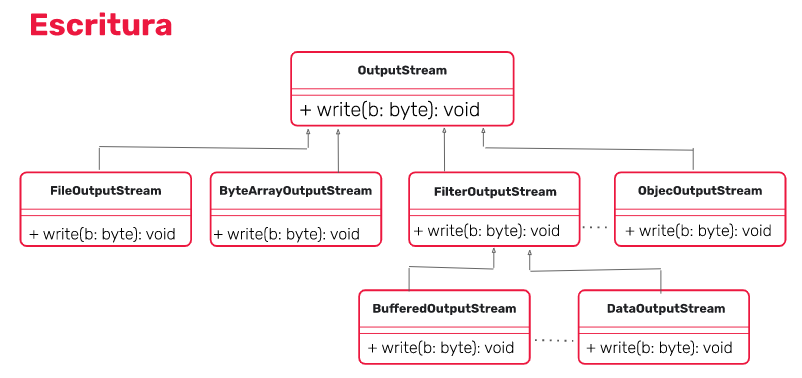 Escritura
OutputStream
+ write(b: byte): void
FileOutputStream
+ write(b: byte): void
ByteArrayOutputStream
+ write(b: byte): void
FilterOutputStream
+ write(b: byte): void
ObjecOutputStream
+ write(b: byte): void
BufferedOutputStream
+ write(b: byte): void
DataOutputStream
+ write(b: byte): void